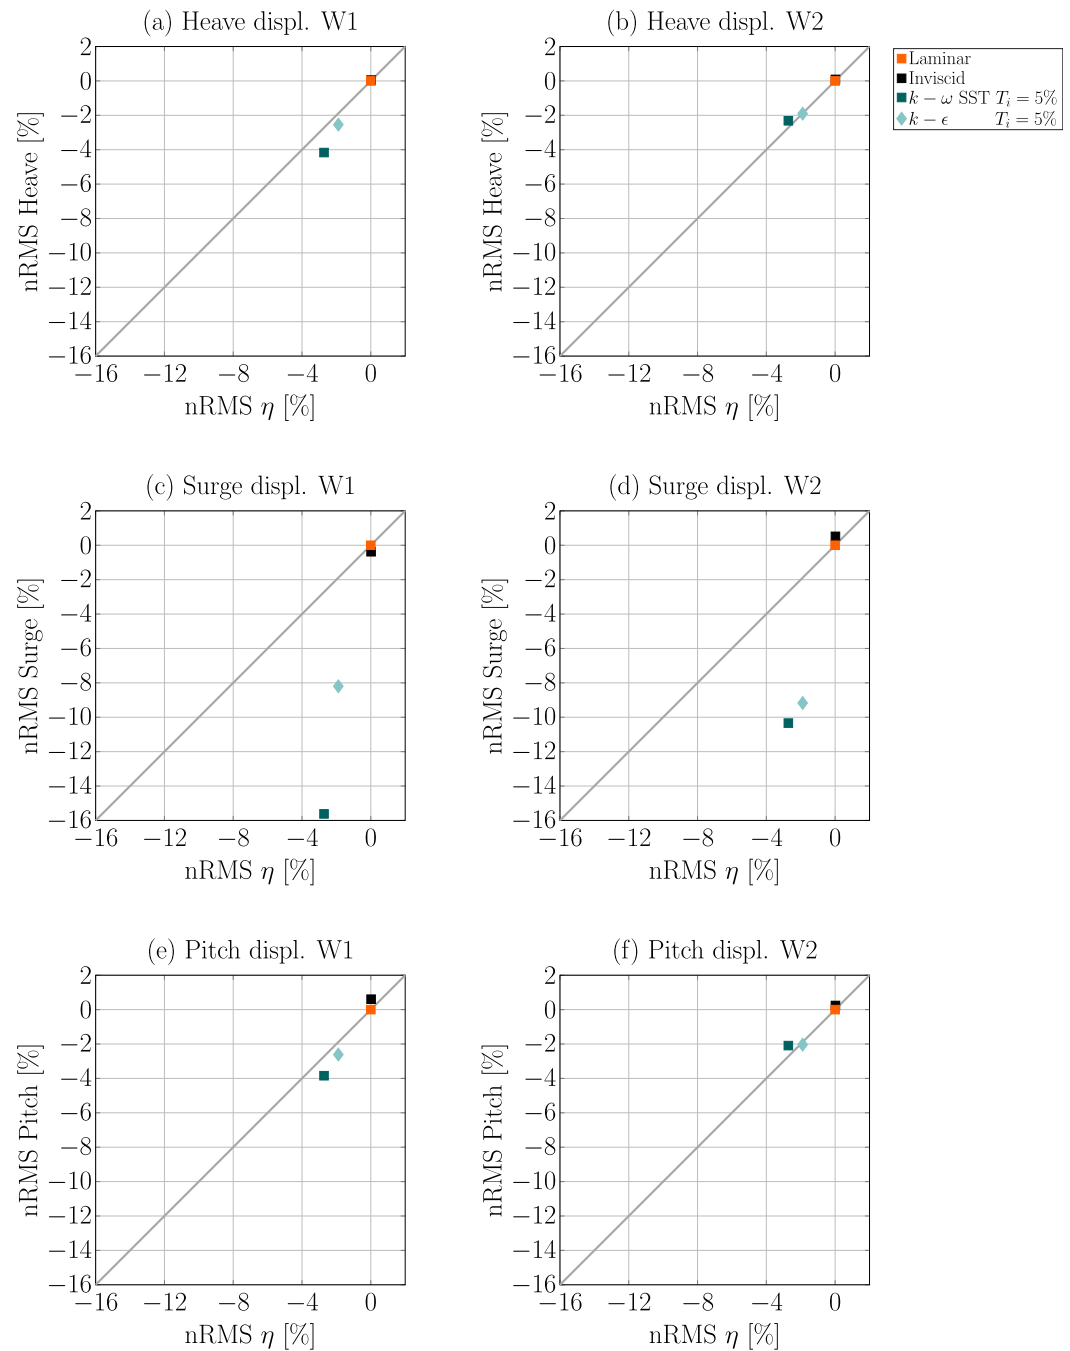 (a) Heave displ. W1
2
0
−2
−4
−6
−8
−10
−12
−14
−16
−16 −12 −8 −4 0
nRMS Heave [%]
nRMS η [%]
(b) Heave displ. W2
2
0
−2
−4
−6
−8
−10
−12
−14
−16
−16 −12 −8 −4 0
nRMS Heave [%]
nRMS η [%]
Laminar
Inviscid
k − ω SST T_i = 5%
k − ϵ T_i = 5%
(c) Surge displ. W1
2
0
−2
−4
−6
−8
−10
−12
−14
−16
−16 −12 −8 −4 0
nRMS Surge [%]
nRMS η [%]
(d) Surge displ. W2
2
0
−2
−4
−6
−8
−10
−12
−14
−16
−16 −12 −8 −4 0
nRMS Surge [%]
nRMS η [%]
(e) Pitch displ. W1
2
0
−2
−4
−6
−8
−10
−12
−14
−16
−16 −12 −8 −4 0
nRMS Pitch [%]
nRMS η [%]
(f) Pitch displ. W2
2
0
−2
−4
−6
−8
−10
−12
−14
−16
−16 −12 −8 −4 0
nRMS Pitch [%]
nRMS η [%]